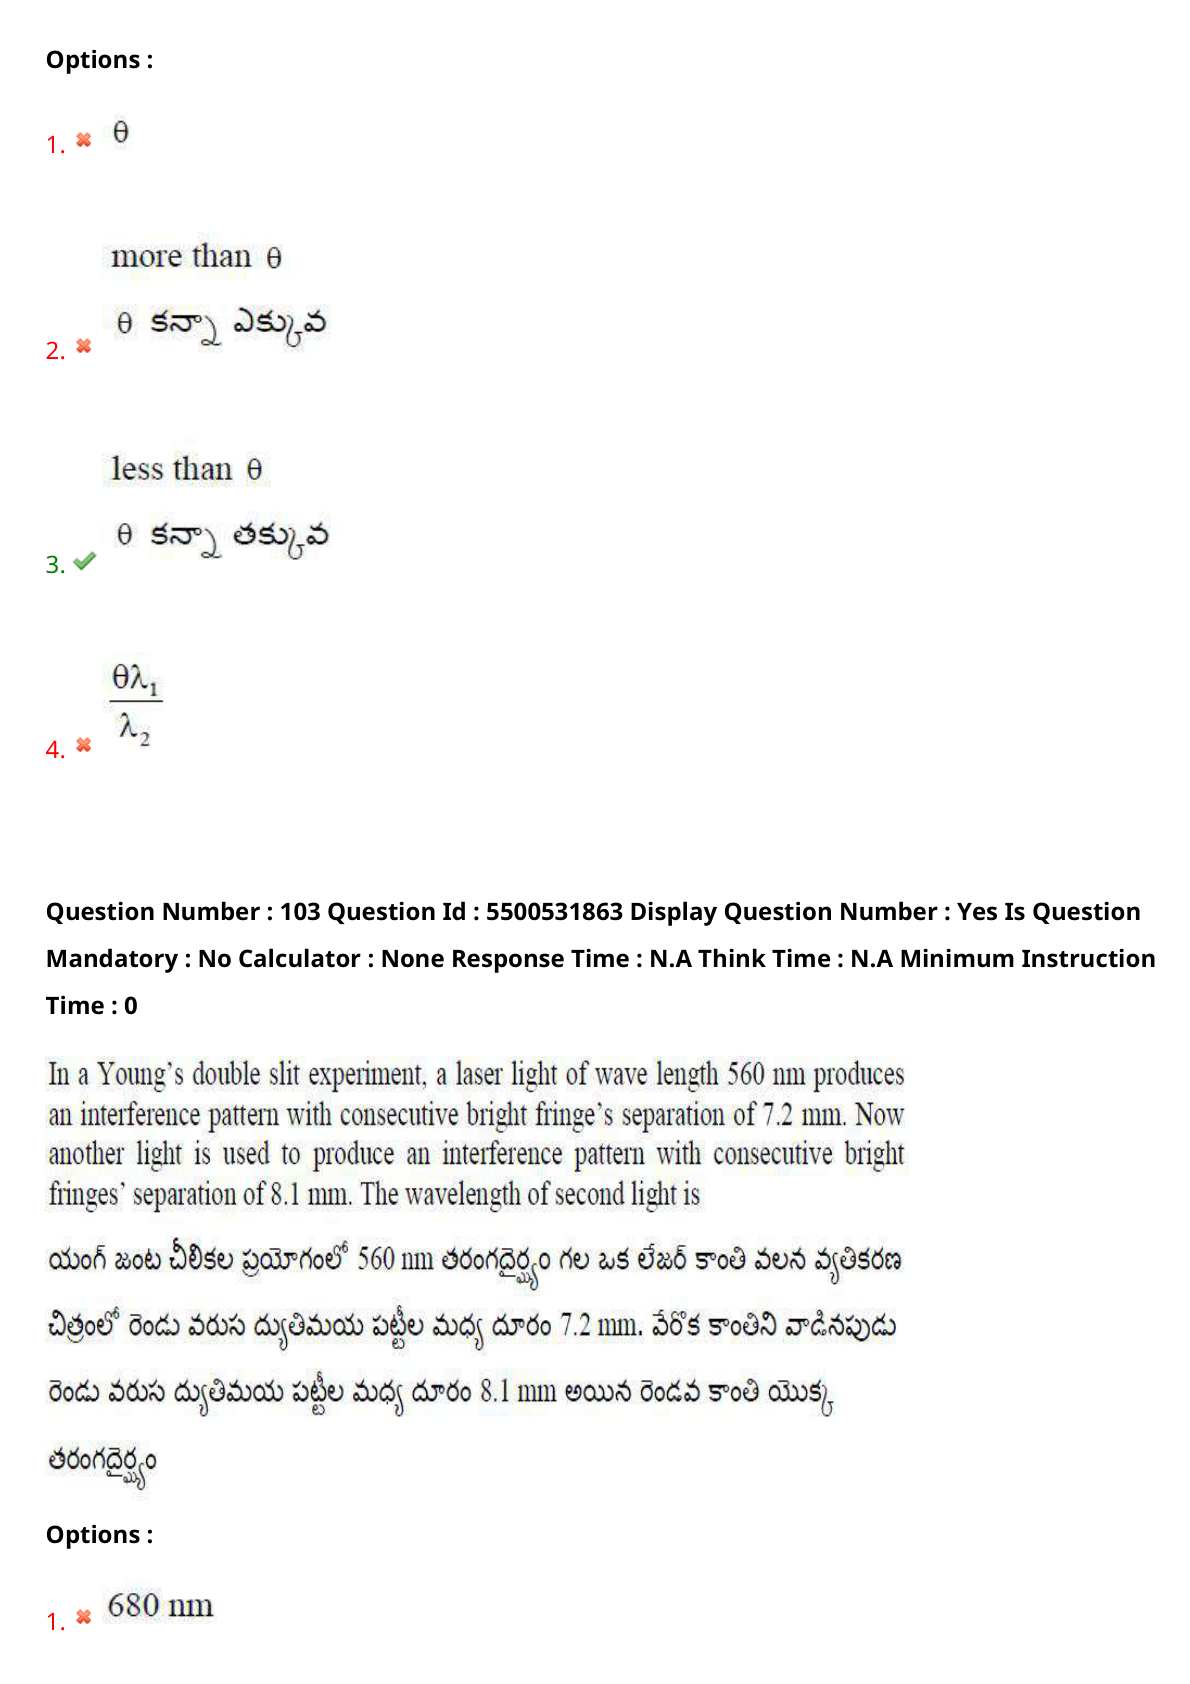 Options :
1. θ
more than θ
2. θ కన్నా ఎక్కువ
less than θ
3. θ కన్నా తక్కువ
4. θλ₁/λ₂
Question Number : 103 Question Id : 5500531863 Display Question Number : Yes Is Question
Mandatory : No Calculator : None Response Time : N.A Think Time : N.A Minimum Instruction
Time : 0
In a Young’s double slit experiment, a laser light of wave length 560 nm produces
an interference pattern with consecutive bright fringe’s separation of 7.2 mm. Now
another light is used to produce an interference pattern with consecutive bright
fringes’ separation of 8.1 mm. The wavelength of second light is
యంగ్ జంట చీలికల ప్రయోగంలో 560 nm తరంగదైర్ఘ్యం గల ఒక లేజర్ కాంతి వలన వ్యతికరణ
చిత్రంలో రెండు వరుస ద్యుతిమయ పట్టీల మధ్య దూరం 7.2 mm. వేరొక కాంతిని వాడినపుడు
రెండు వరుస ద్యుతిమయ పట్టీల మధ్య దూరం 8.1 mm అయిన రెండవ కాంతి యొక్క
తరంగదైర్ఘ్యం
Options :
1. 680 nm